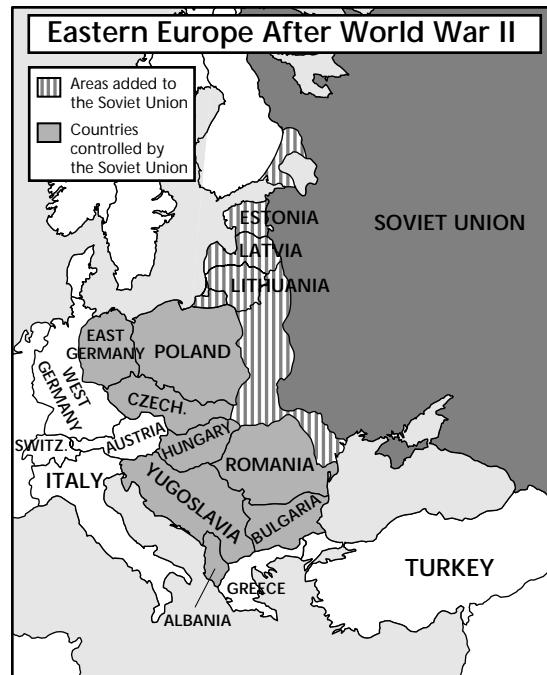 Eastern Europe After World War II
Areas added to
the Soviet Union
Countries
controlled by
the Soviet Union
SOVIET UNION
ESTONIA
LATVIA
LITHUANIA
EAST
GERMANY
POLAND
WEST
GERMANY
CZECH.
SWITZ.
AUSTRIA
HUNGARY
ITALY
ROMANIA
YUGOSLAVIA
BULGARIA
TURKEY
GREECE
ALBANIA